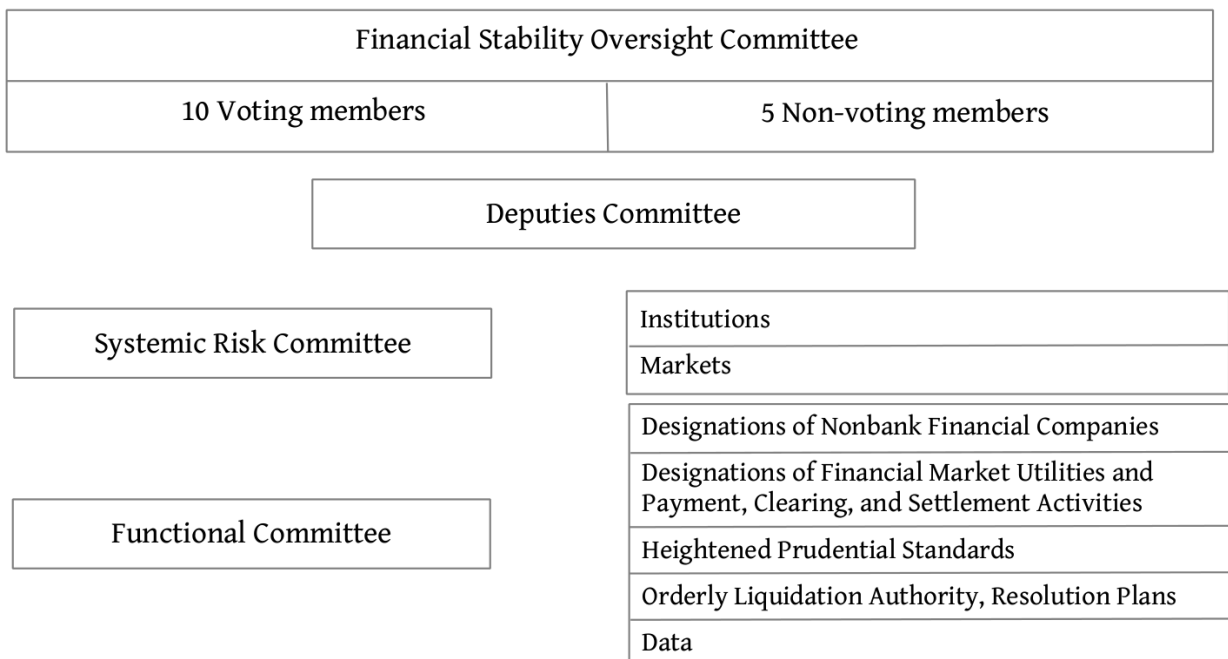 Financial Stability Oversight Committee
10 Voting members
5 Non-voting members
Deputies Committee
Systemic Risk Committee
Institutions
Markets
Functional Committee
Designations of Nonbank Financial Companies
Designations of Financial Market Utilities and
Payment, Clearing, and Settlement Activities
Heightened Prudential Standards
Orderly Liquidation Authority, Resolution Plans
Data